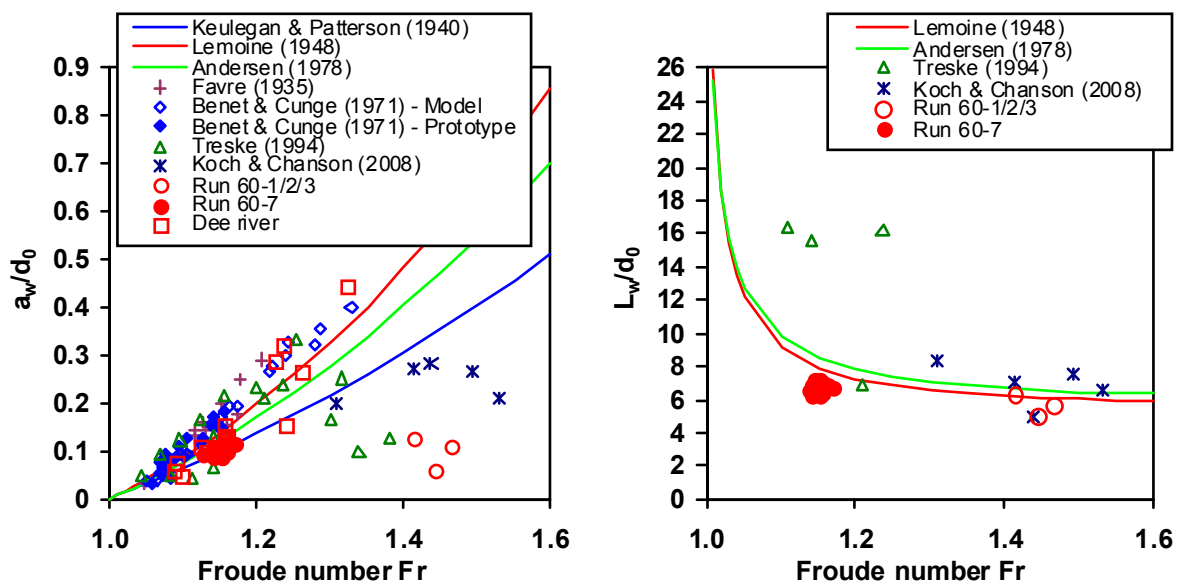 Keulegan & Patterson (1940)
Lemoine (1948)
Andersen (1978)
Favre (1935)
Benet & Cunge (1971) - Model
Benet & Cunge (1971) - Prototype
Treske (1994)
Koch & Chanson (2008)
Run 60-1/2/3
Run 60-7
Dee river
0.9
0.8
0.7
0.6
0.5
0.4
0.3
0.2
0.1
0
aw/d0
1.0
1.2
1.4
1.6
Froude number Fr
Lemoine (1948)
Andersen (1978)
Treske (1994)
Koch & Chanson (2008)
Run 60-1/2/3
Run 60-7
26
24
22
20
18
16
14
12
10
8
6
4
2
0
Lw/d0
1.0
1.2
1.4
1.6
Froude number Fr